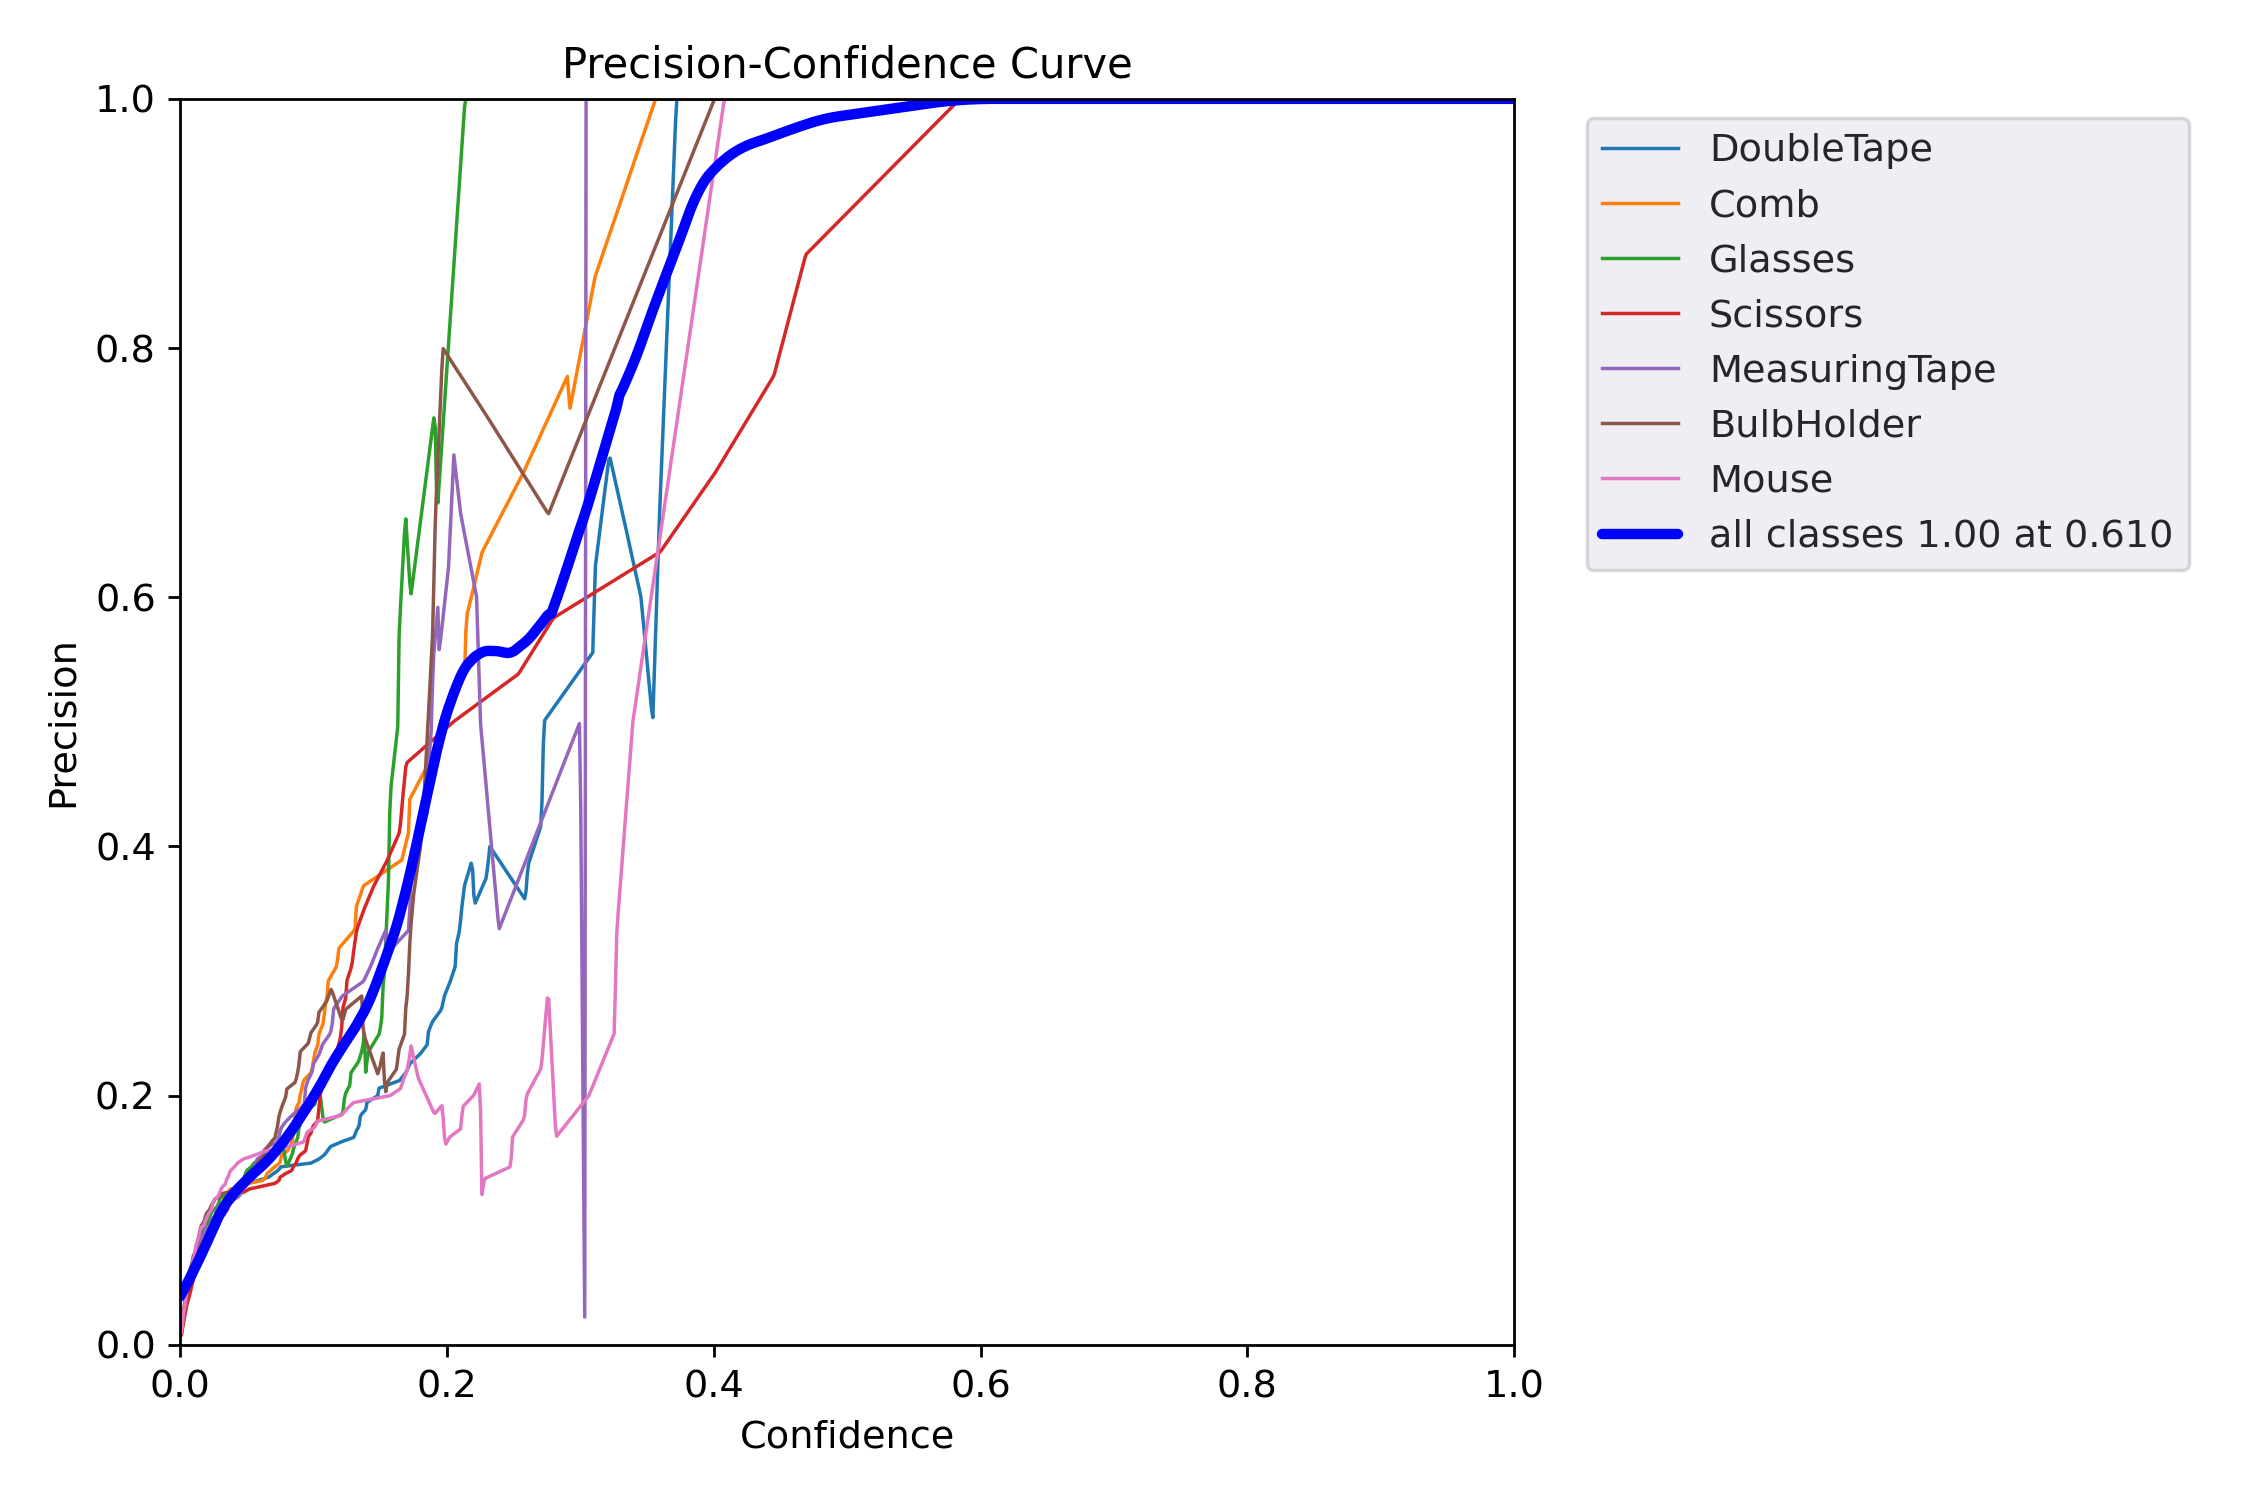 Precision-Confidence Curve
1.0
0.8
0.6
0.4
0.2
0.0
Precision
0.0 0.2 0.4 0.6 0.8 1.0
Confidence
DoubleTape
Comb
Glasses
Scissors
MeasuringTape
BulbHolder
Mouse
all classes 1.00 at 0.610